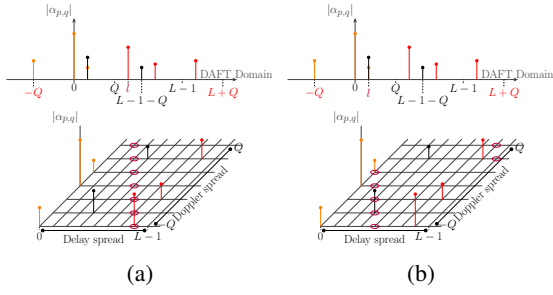 |α_{p,q}|
DAFT Domain
−Q 0 Q l L−1−Q L−1 L+Q
|α_{p,q}|
Q
Doppler spread
−Q
0 Delay spread L−1
(a)
|α_{p,q}|
DAFT Domain
−Q 0 l Q L−1−Q L−1 L+Q
|α_{p,q}|
Q
Doppler spread
−Q
0 Delay spread L−1
(b)